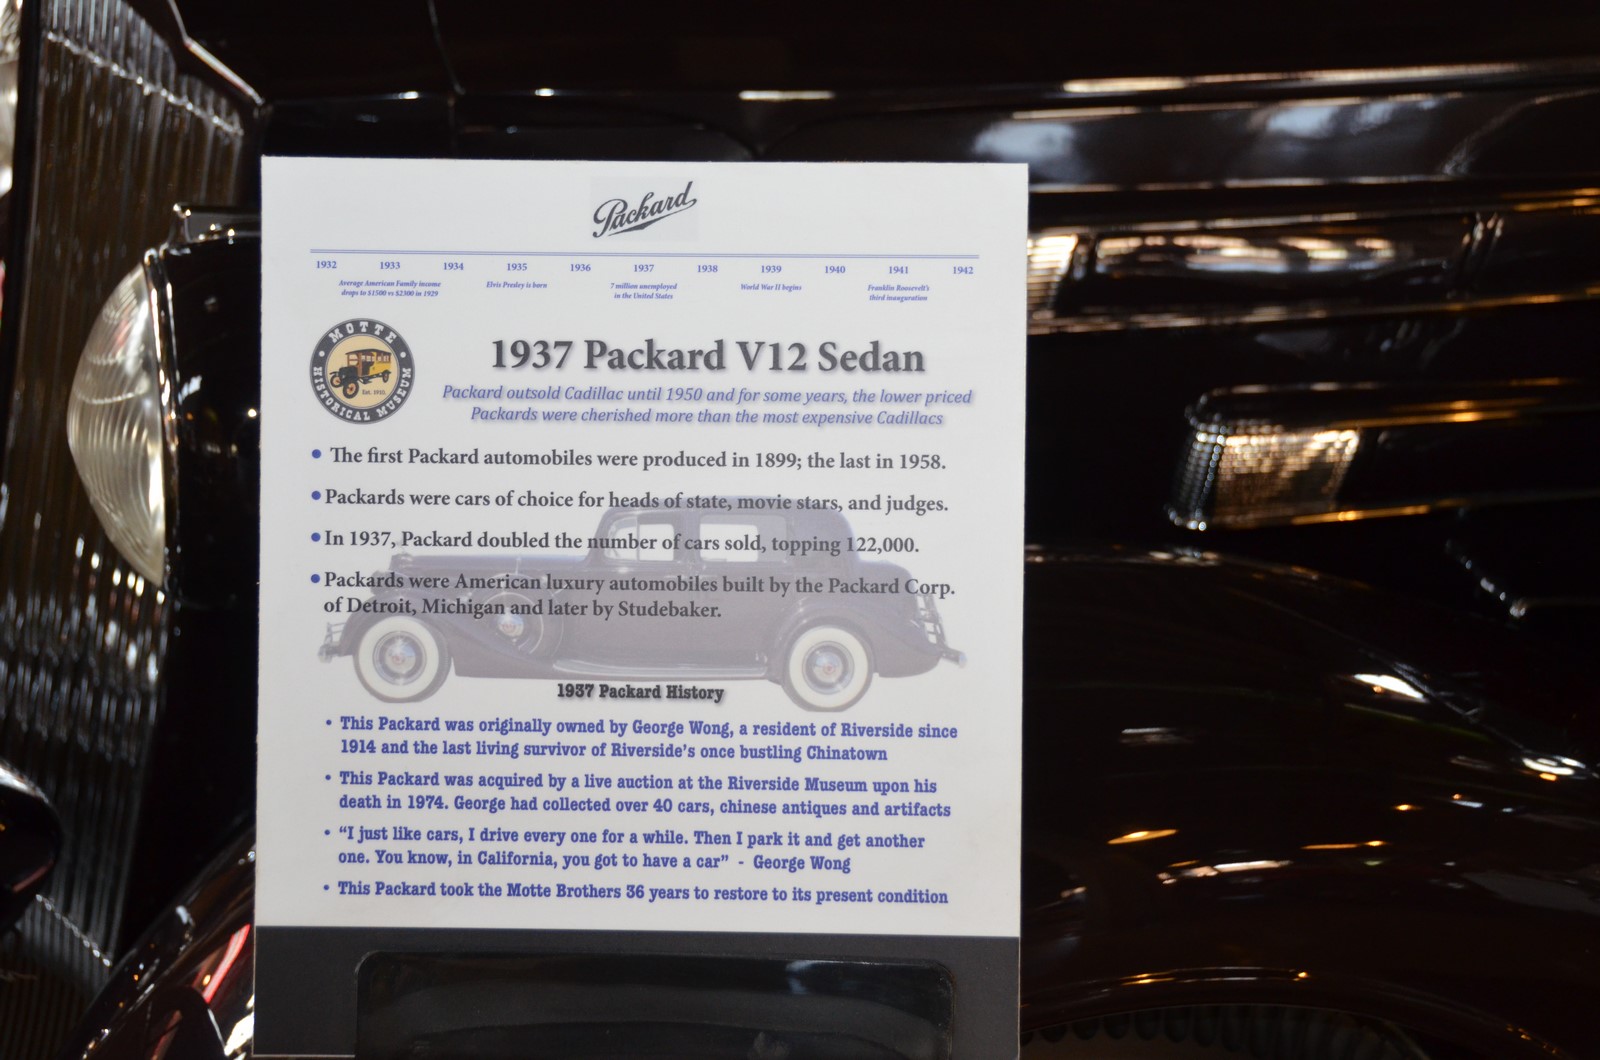 Packard
1932 1933 1934 1935 1936 1937 1938 1939 1940 1941 1942
Average American Family income
drops to $1500 vs $2300 in 1929
Elvis Presley is born
7 million unemployed
in the United States
World War II begins
Franklin Roosevelt's
third inauguration
MOTTE
HISTORICAL MUSEUM
Est. 1920
1937 Packard V12 Sedan
Packard outsold Cadillac until 1950 and for some years, the lower priced
Packards were cherished more than the most expensive Cadillacs
• The first Packard automobiles were produced in 1899; the last in 1958.
• Packards were cars of choice for heads of state, movie stars, and judges.
• In 1937, Packard doubled the number of cars sold, topping 122,000.
• Packards were American luxury automobiles built by the Packard Corp.
of Detroit, Michigan and later by Studebaker.
1937 Packard History
• This Packard was originally owned by George Wong, a resident of Riverside since
1914 and the last living survivor of Riverside's once bustling Chinatown
• This Packard was acquired by a live auction at the Riverside Museum upon his
death in 1974. George had collected over 40 cars, chinese antiques and artifacts
• “I just like cars, I drive every one for a while. Then I park it and get another
one. You know, in California, you got to have a car” - George Wong
• This Packard took the Motte Brothers 36 years to restore to its present condition